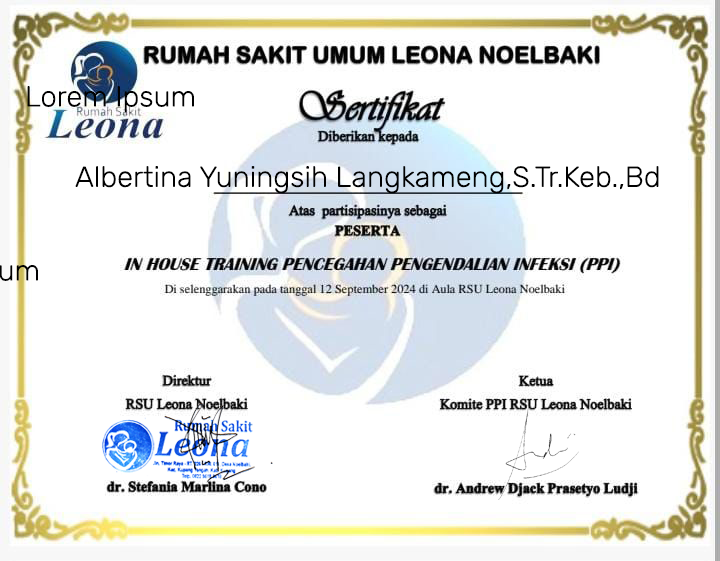 RUMAH SAKIT UMUM LEONA NOELBAKI
Lorem Ipsum
Rumah Sakit
Leona
Sertifikat
Diberikan kepada
Albertina Yuningsih Langkameng,S.Tr.Keb.,Bd
Atas partisipasinya sebagai
PESERTA
um
IN HOUSE TRAINING PENCEGAHAN PENGENDALIAN INFEKSI (PPI)
Di selenggarakan pada tanggal 12 September 2024 di Aula RSU Leona Noelbaki
Direktur
RSU Leona Noelbaki
Rumah Sakit
Leona
dr. Stefania Marlina Cono
Ketua
Komite PPI RSU Leona Noelbaki
dr. Andrew Djack Prasetyo Ludji